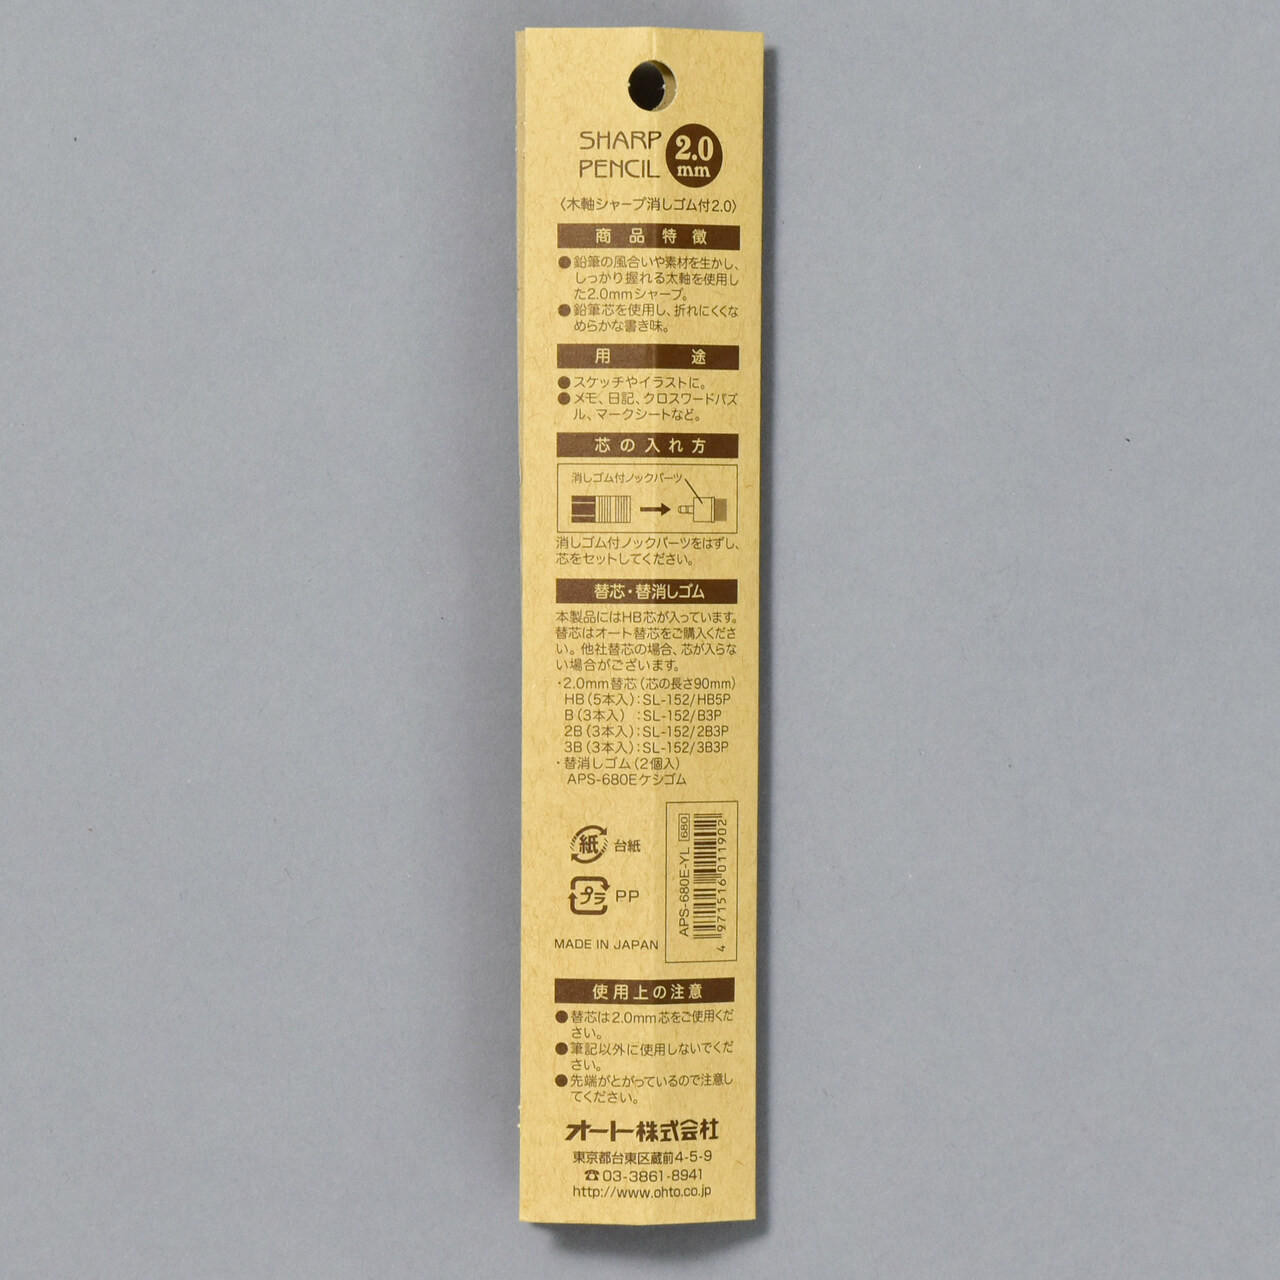 SHARP
PENCIL
2.0
mm
〈木軸シャープ消しゴム付2.0〉
商品特徴
●鉛筆の風合いや素材を生かし、
しっかり握れる太軸を使用し
た2.0mmシャープ。
●鉛筆芯を使用し、折れにくくな
めらかな書き味。
用途
●スケッチやイラストに。
●メモ、日記、クロスワードパズ
ル、マークシートなど。
芯の入れ方
消しゴム付ノックパーツ
消しゴム付ノックパーツをはずし、
芯をセットしてください。
替芯・替消しゴム
本製品にはHB芯が入っています。
替芯はオート替芯をご購入くださ
い。他社替芯の場合、芯が入らな
い場合がございます。
・2.0mm替芯(芯の長さ90mm)
HB(5本入):SL-152/HB5P
B(3本入) :SL-152/B3P
2B(3本入):SL-152/2B3P
3B(3本入):SL-152/3B3P
・替消しゴム(2個入)
APS-680Eケシゴム
紙 台紙
プラ PP
MADE IN JAPAN
APS-680E-YL 680
4 971516 011902
使用上の注意
●替芯は2.0mm芯をご使用くだ
さい。
●筆記以外に使用しないでくだ
さい。
●先端がとがっているので注意し
てください。
オート株式会社
東京都台東区蔵前4-5-9
☎03-3861-8941
http://www.ohto.co.jp